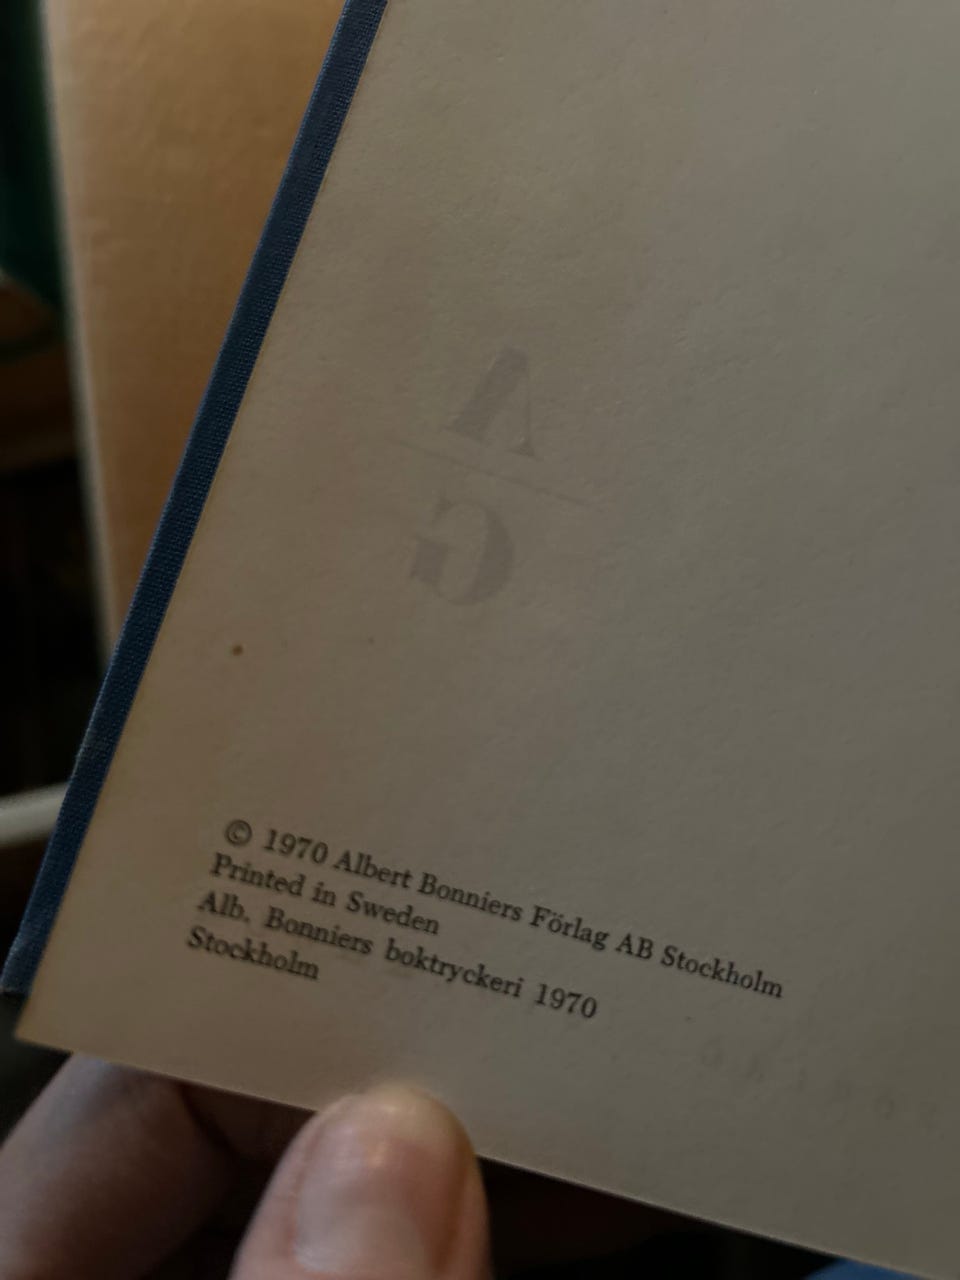 A
G
© 1970 Albert Bonniers Förlag AB Stockholm
Printed in Sweden
Alb. Bonniers boktryckeri 1970
Stockholm